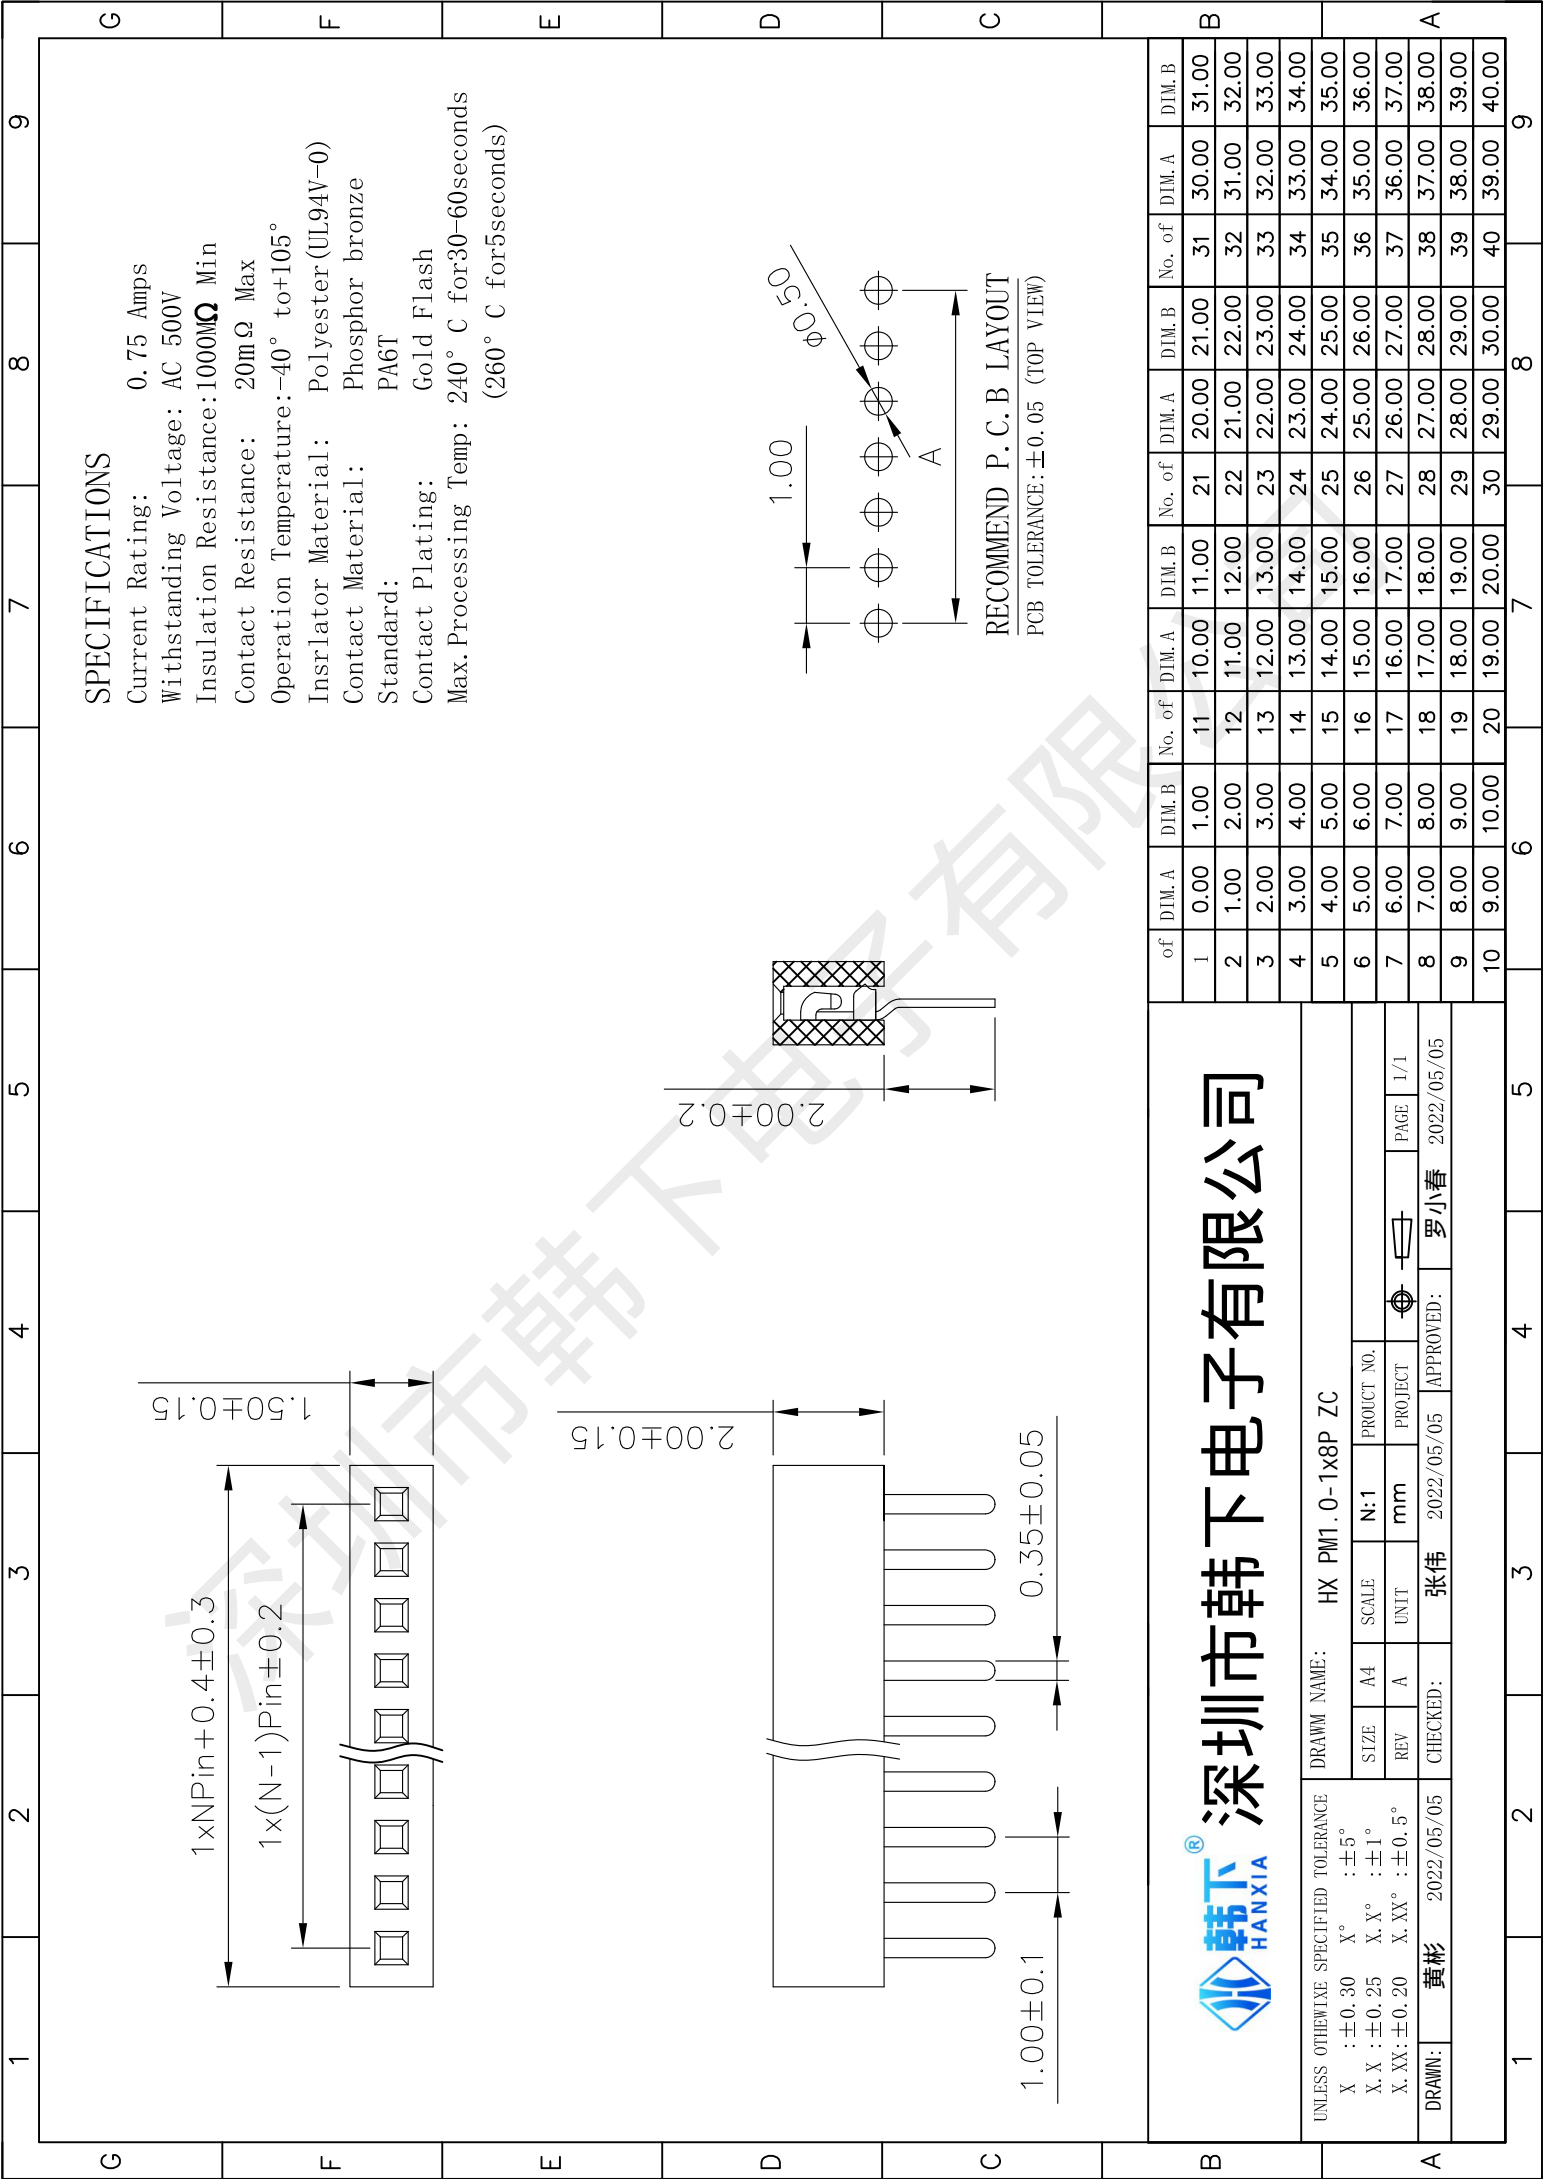 SPECIFICATIONS
Current Rating: 0.75 Amps
Withstanding Voltage: AC 500V
Insulation Resistance:1000MΩ Min
Contact Resistance: 20mΩ Max
Operation Temperature:-40° to+105°
Insrlator Material: Polyester(UL94V-0)
Contact Material: Phosphor bronze
Standard: PA6T
Contact Plating: Gold Flash
Max.Processing Temp: 240° C for30-60seconds
(260° C for5seconds)
1xNPin+0.4±0.3
1x(N-1)Pin±0.2
1.50±0.15
2.00±0.15
1.00±0.1
0.35±0.05
2.00±0.2
1.00
ϕ0.50
A
RECOMMEND P.C.B LAYOUT
PCB TOLERANCE:±0.05 (TOP VIEW)
of DIM.A DIM.B No. of DIM.A DIM.B No. of DIM.A DIM.B No. of DIM.A DIM.B
1 0.00 1.00 11 10.00 11.00 21 20.00 21.00 31 30.00 31.00
2 1.00 2.00 12 11.00 12.00 22 21.00 22.00 32 31.00 32.00
3 2.00 3.00 13 12.00 13.00 23 22.00 23.00 33 32.00 33.00
4 3.00 4.00 14 13.00 14.00 24 23.00 24.00 34 33.00 34.00
5 4.00 5.00 15 14.00 15.00 25 24.00 25.00 35 34.00 35.00
6 5.00 6.00 16 15.00 16.00 26 25.00 26.00 36 35.00 36.00
7 6.00 7.00 17 16.00 17.00 27 26.00 27.00 37 36.00 37.00
8 7.00 8.00 18 17.00 18.00 28 27.00 28.00 38 37.00 38.00
9 8.00 9.00 19 18.00 19.00 29 28.00 29.00 39 38.00 39.00
10 9.00 10.00 20 19.00 20.00 30 29.00 30.00 40 39.00 40.00
韩下® HANXIA 深圳市韩下电子有限公司
UNLESS OTHEWIXE SPECIFIED TOLERANCE
X :±0.30 X° :±5°
X.X :±0.25 X.X° :±1°
X.XX:±0.20 X.XX° :±0.5°
DRAWM NAME: HX PM1.0-1x8P ZC
SIZE A4 SCALE N:1 PROUCT NO.
REV A UNIT mm PROJECT PAGE 1/1
DRAWN: 黄彬 2022/05/05 CHECKED: 张伟 2022/05/05 APPROVED: 罗小春 2022/05/05
深圳市韩下电子有限公司
1 2 3 4 5 6 7 8 9
1 2 3 4 5 6 7 8 9
G F E D C B A
G F E D C B A